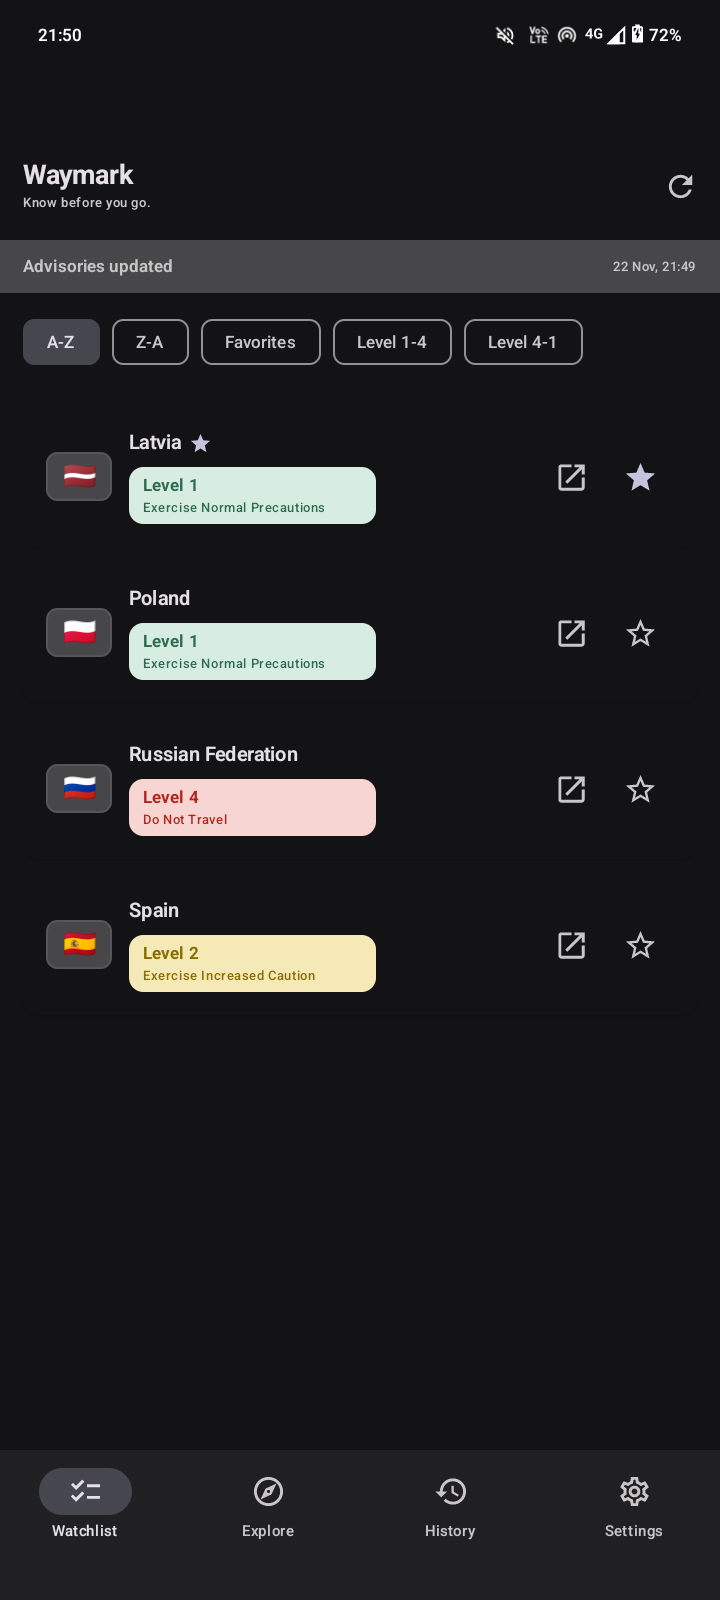 21:50
Vo LTE 4G 72%
Waymark
Know before you go.
Advisories updated 22 Nov, 21:49
A-Z Z-A Favorites Level 1-4 Level 4-1
Latvia
Level 1
Exercise Normal Precautions
Poland
Level 1
Exercise Normal Precautions
Russian Federation
Level 4
Do Not Travel
Spain
Level 2
Exercise Increased Caution
Watchlist Explore History Settings